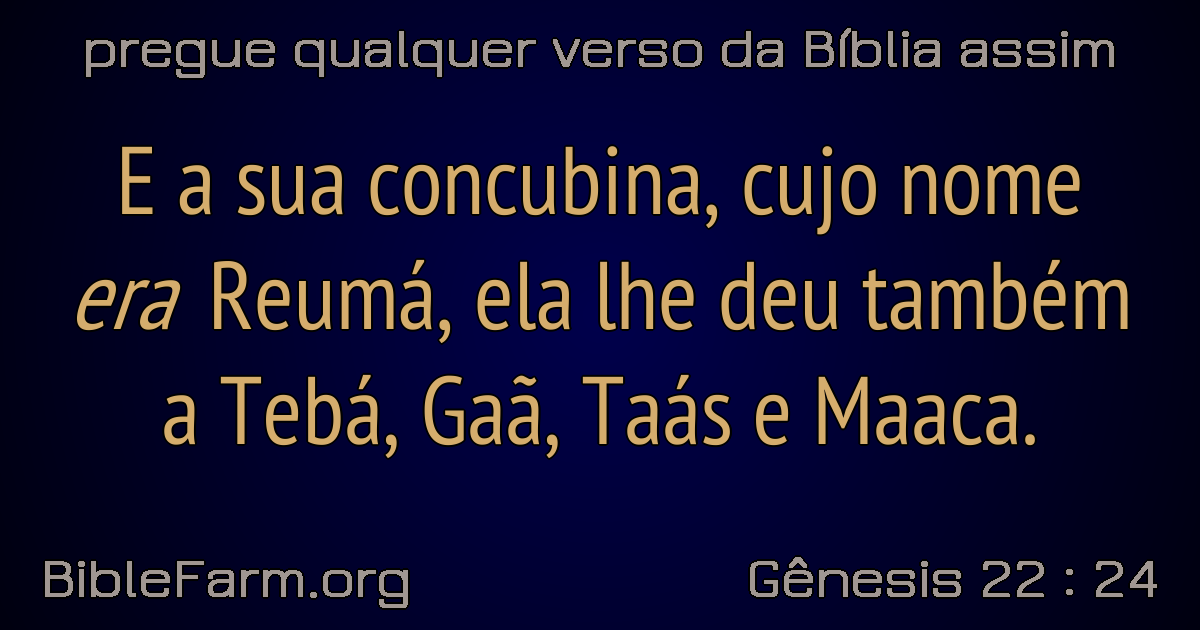 pregue qualquer verso da Bíblia assim
E a sua concubina, cujo nome
era Reumá, ela lhe deu também
a Tebá, Gaã, Taás e Maaca.
BibleFarm.org
Gênesis 22 : 24